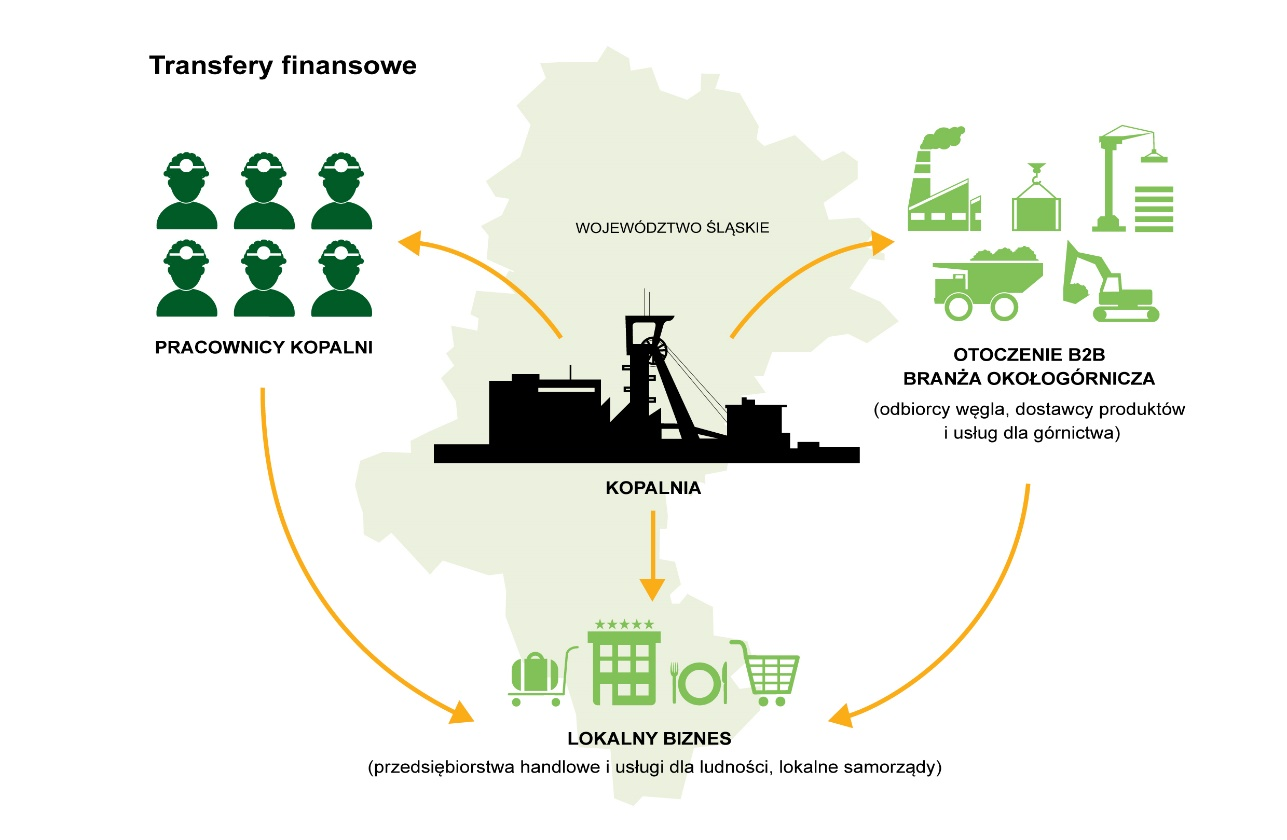 Transfery finansowe
WOJEWÓDZTWO ŚLĄSKIE
PRACOWNICY KOPALNI
OTOCZENIE B2B
BRANŻA OKOŁOGÓRNICZA
(odbiorcy węgla, dostawcy produktów
i usług dla górnictwa)
KOPALNIA
LOKALNY BIZNES
(przedsiębiorstwa handlowe i usługi dla ludności, lokalne samorządy)